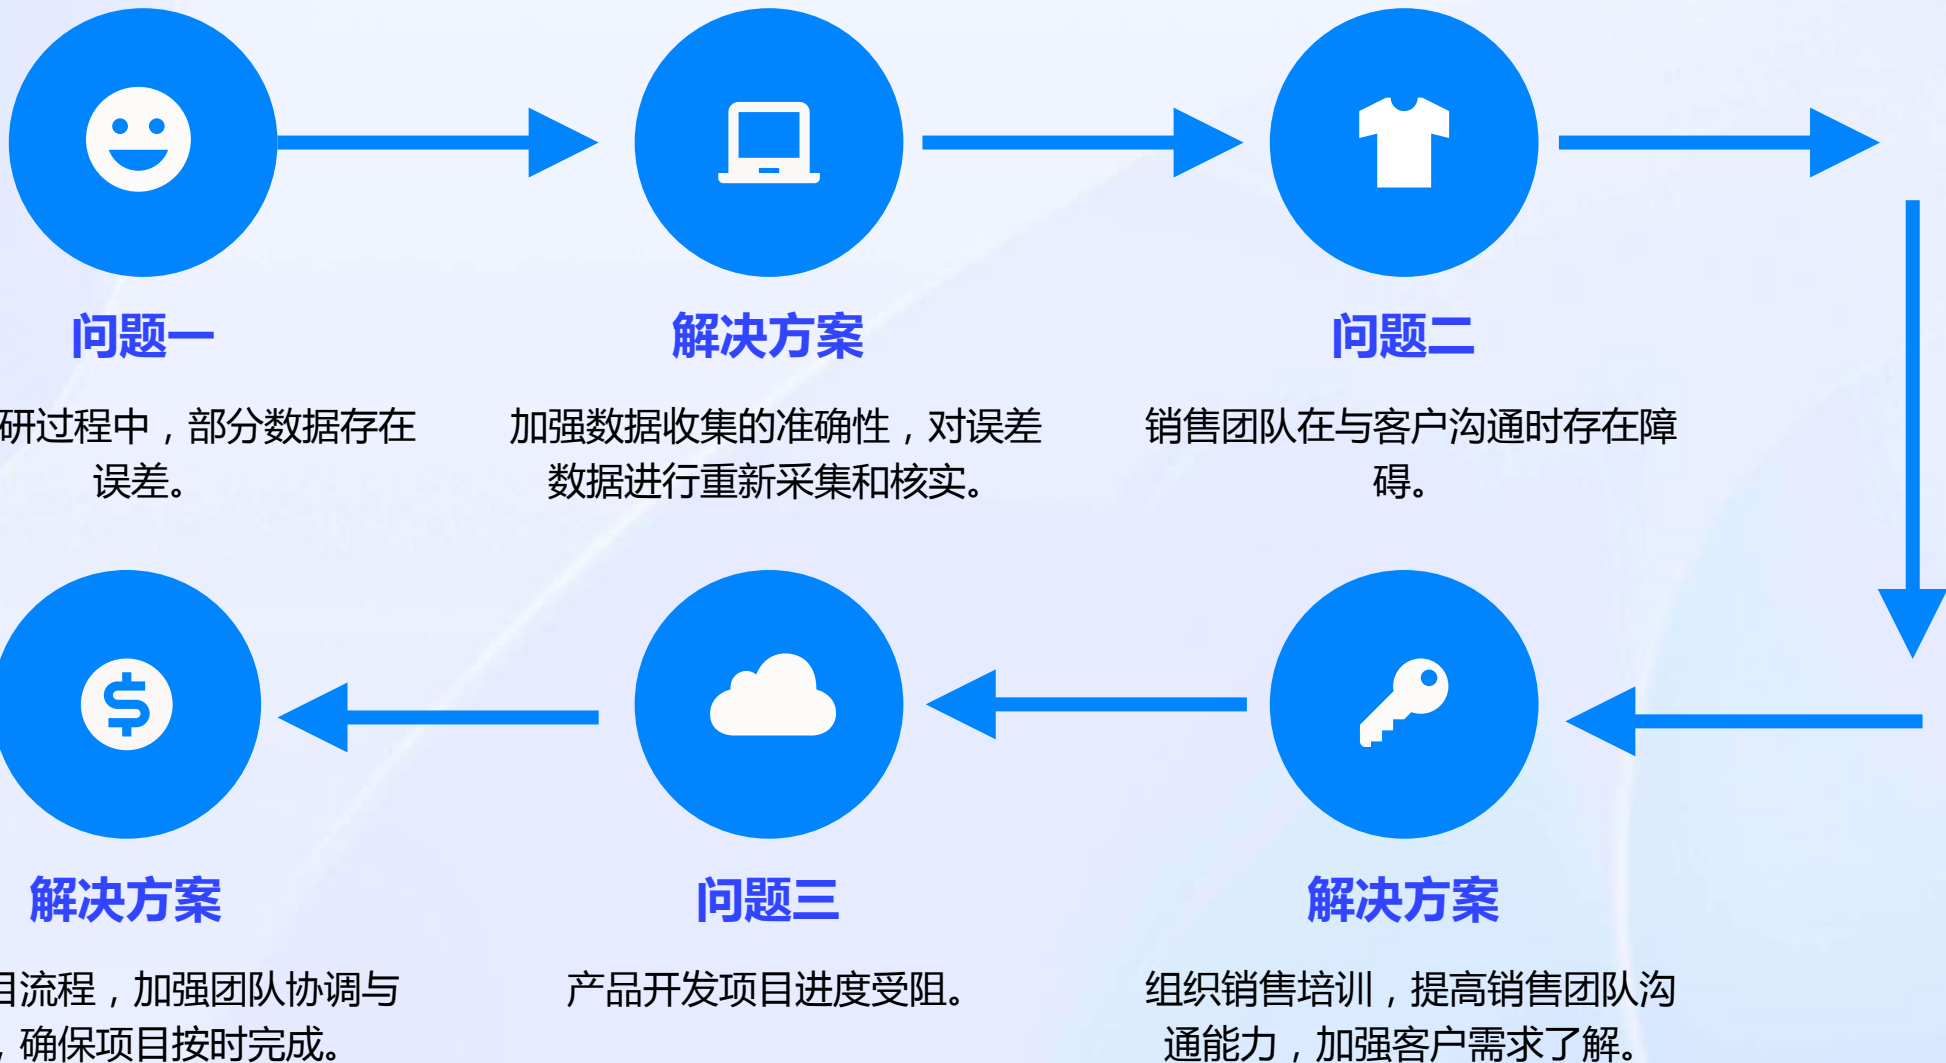 问题一
研过程中，部分数据存在
误差。
解决方案
加强数据收集的准确性，对误差
数据进行重新采集和核实。
问题二
销售团队在与客户沟通时存在障
碍。
解决方案
目流程，加强团队协调与
，确保项目按时完成。
问题三
产品开发项目进度受阻。
解决方案
组织销售培训，提高销售团队沟
通能力，加强客户需求了解。